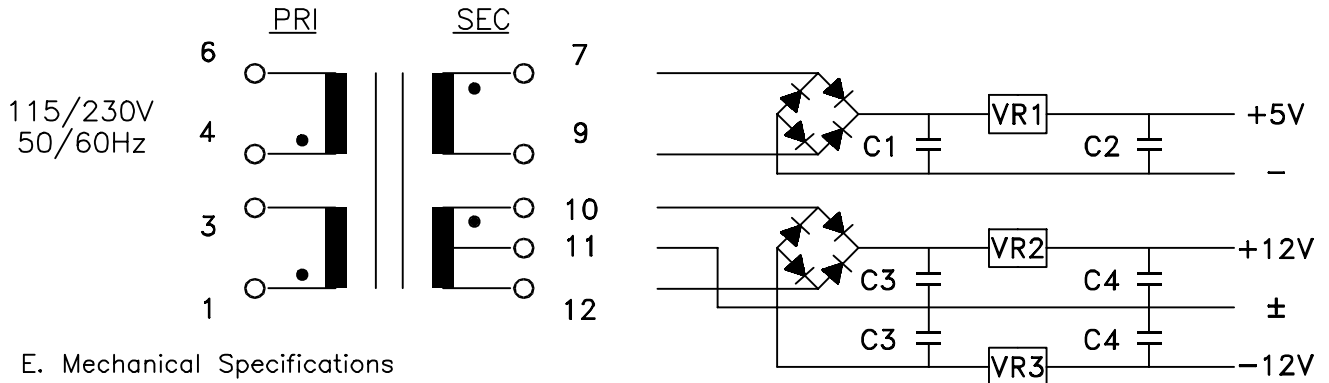 PRI SEC
6 7
115/230V
50/60Hz
4 9
VR1 +5V
C1 C2
-
3 10
11
VR2 +12V
C3 C4
1 12
±
C3 C4
VR3 -12V
E. Mechanical Specifications